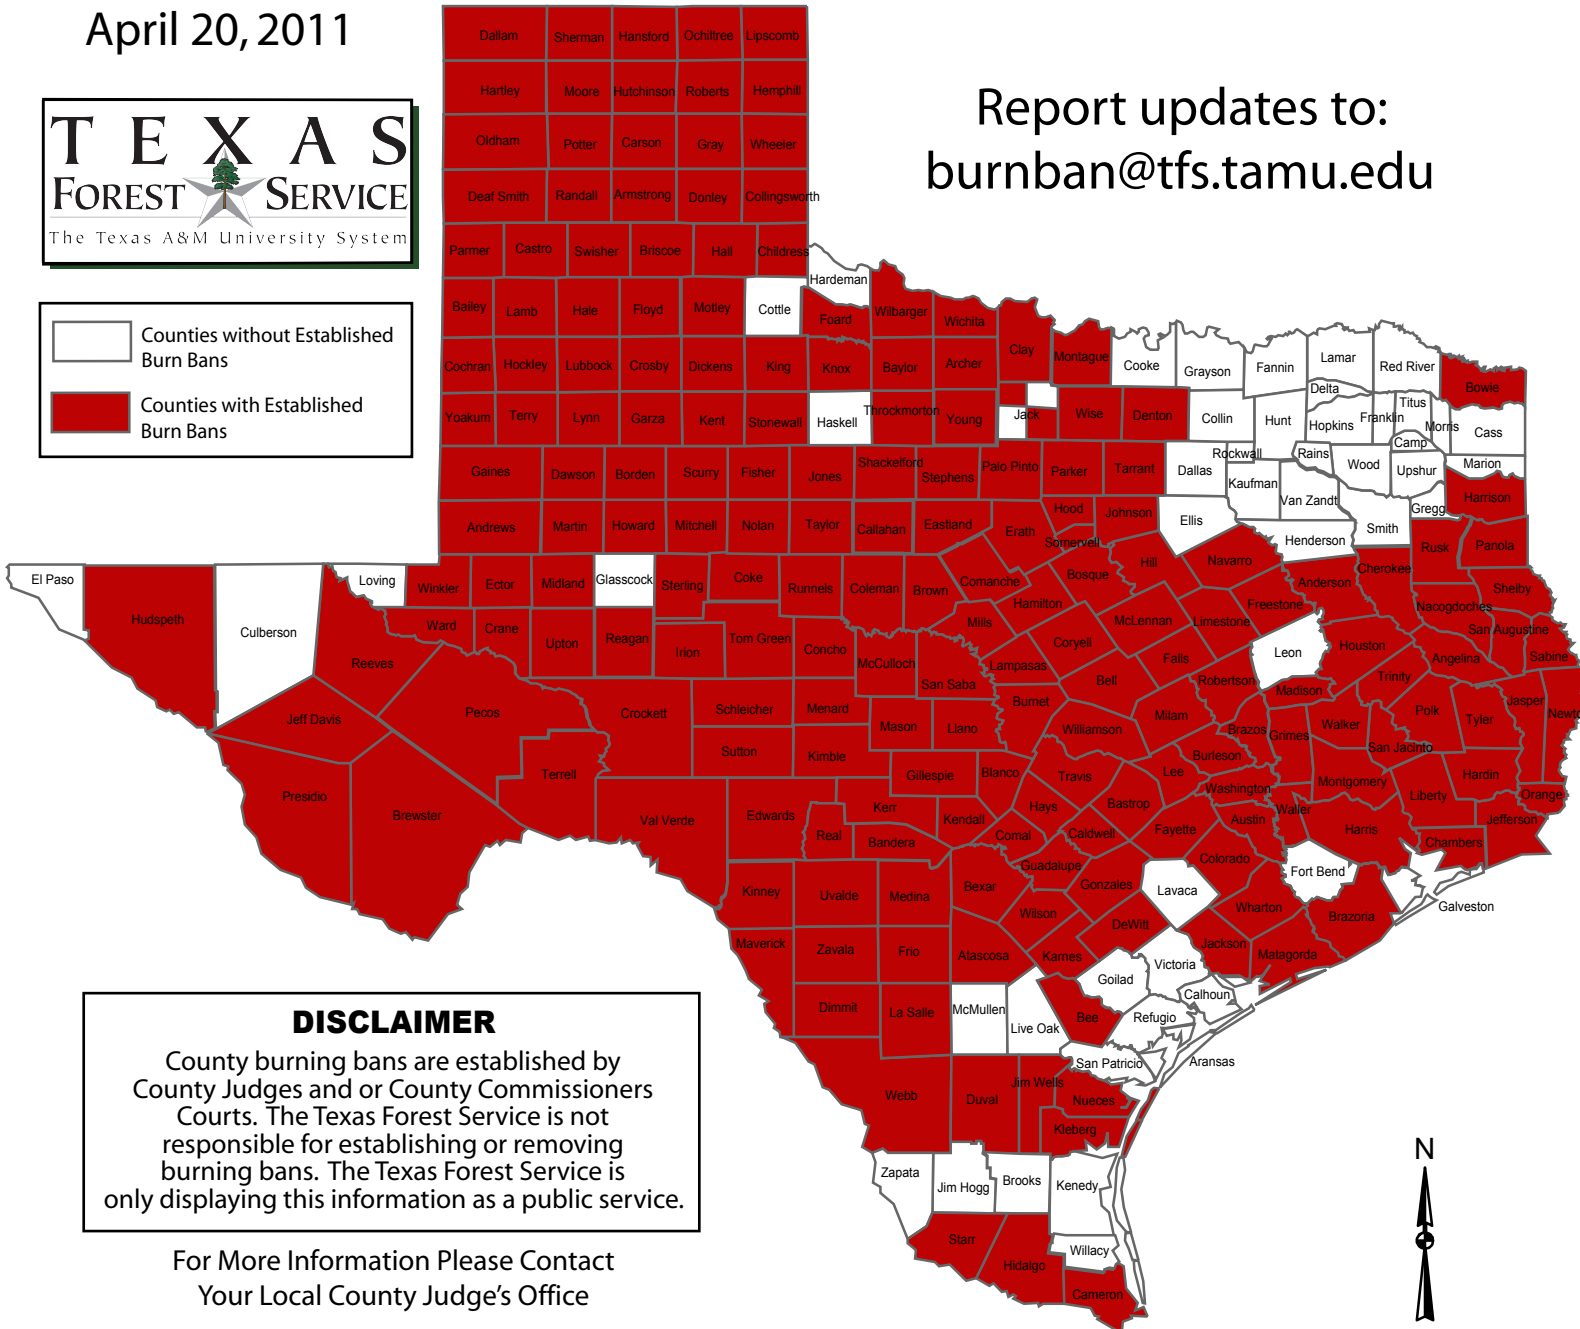 April 20, 2011
TEXAS
FOREST SERVICE
The Texas A&M University System
Report updates to:
burnban@tfs.tamu.edu
Counties without Established
Burn Bans
Counties with Established
Burn Bans
Dallam Sherman Hansford Ochiltree Lipscomb
Hartley Moore Hutchinson Roberts Hemphill
Oldham Potter Carson Gray Wheeler
Deaf Smith Randall Armstrong Donley Collingsworth
Parmer Castro Swisher Briscoe Hall Childress
Hardeman
Bailey Lamb Hale Floyd Motley Cottle Foard Wilbarger Wichita
Clay Montague Cooke Grayson Fannin Lamar Red River Bowie
Cochran Hockley Lubbock Crosby Dickens King Knox Baylor Archer
Delta Titus
Yoakum Terry Lynn Garza Kent Stonewall Haskell Throckmorton Young Jack Wise Denton Collin Hunt Hopkins Franklin Morris Cass
Camp
Gaines Dawson Borden Scurry Fisher Jones Shackelford Stephens Palo Pinto Parker Tarrant Dallas Rockwall Rains Wood Upshur Marion
Kaufman Van Zandt Gregg Harrison
Andrews Martin Howard Mitchell Nolan Taylor Callahan Eastland Erath Hood Johnson Ellis Smith
Somervell Henderson Rusk Panola
El Paso Hudspeth Culberson Loving Winkler Ector Midland Glasscock Sterling Coke Runnels Coleman Brown Comanche Bosque Hill Navarro Anderson Cherokee Shelby
Hamilton Freestone Nacogdoches
Reeves Ward Crane Upton Reagan Irion Tom Green Concho McCulloch Mills Coryell McLennan Limestone Leon Houston San Augustine
San Saba Lampasas Bell Falls Robertson Trinity Angelina Sabine
Jeff Davis Pecos Crockett Schleicher Menard Mason Llano Burnet Williamson Milam Brazos Madison Walker Polk Tyler Jasper Newto
Grimes San Jacinto
Presidio Brewster Terrell Sutton Kimble Gillespie Blanco Travis Lee Burleson Montgomery Liberty Hardin
Washington Orange
Val Verde Edwards Kerr Kendall Hays Bastrop Waller Jefferson
Real Bandera Comal Caldwell Fayette Austin Harris Chambers
Guadalupe Colorado
Kinney Uvalde Medina Bexar Gonzales Lavaca Fort Bend
Wilson Wharton Brazoria Galveston
DeWitt
Maverick Zavala Frio Atascosa Karnes Jackson Matagorda
Goilad Victoria
Dimmit La Salle McMullen Live Oak Bee Refugio Calhoun
San Patricio Aransas
Webb Duval Jim Wells Nueces
Kleberg
Zapata Jim Hogg Brooks Kenedy
Starr Hidalgo Willacy
Cameron
DISCLAIMER
County burning bans are established by
County Judges and or County Commissioners
Courts. The Texas Forest Service is not
responsible for establishing or removing
burning bans. The Texas Forest Service is
only displaying this information as a public service.
For More Information Please Contact
Your Local County Judge's Office
N